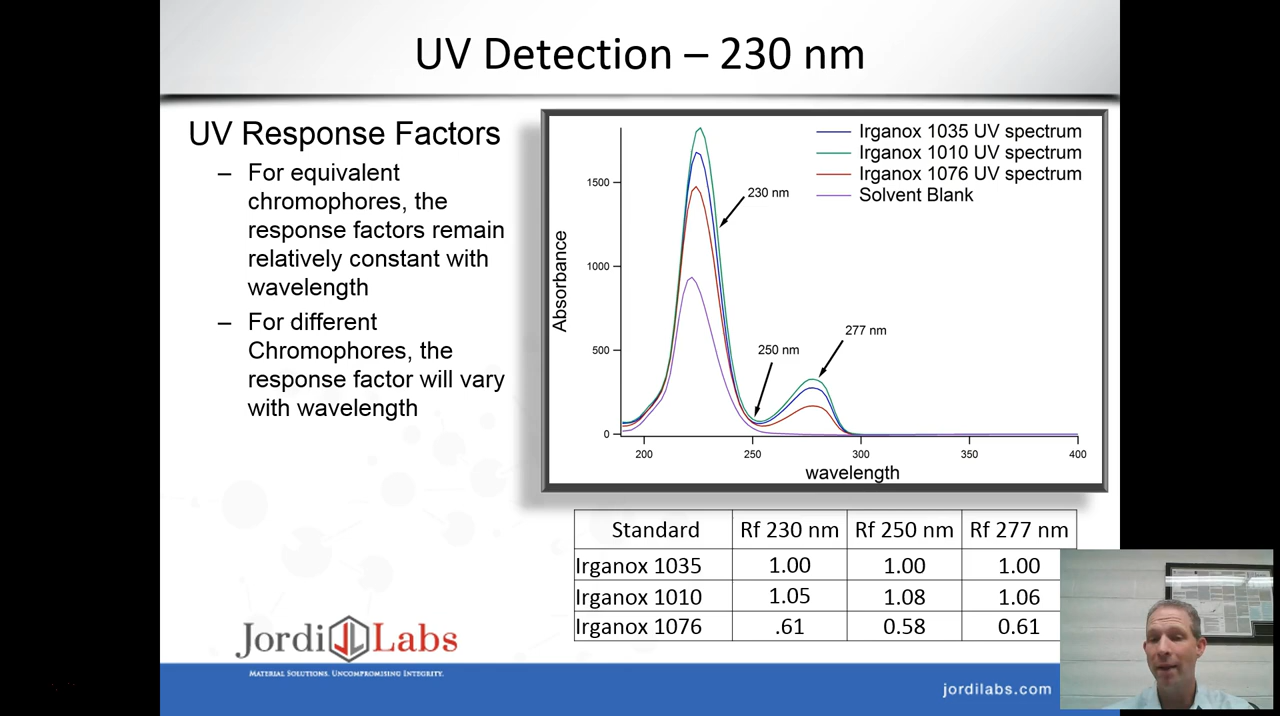 UV Detection – 230 nm
UV Response Factors
– For equivalent
chromophores, the
response factors remain
relatively constant with
wavelength
– For different
Chromophores, the
response factor will vary
with wavelength
Irganox 1035 UV spectrum
Irganox 1010 UV spectrum
Irganox 1076 UV spectrum
Solvent Blank
230 nm
277 nm
250 nm
Absorbance
1500
1000
500
0
200 250 300 350 400
wavelength
Standard Rf 230 nm Rf 250 nm Rf 277 nm
Irganox 1035 1.00 1.00 1.00
Irganox 1010 1.05 1.08 1.06
Irganox 1076 .61 0.58 0.61
Jordi Labs
Material Solutions. Uncompromising Integrity.
jordilabs.com